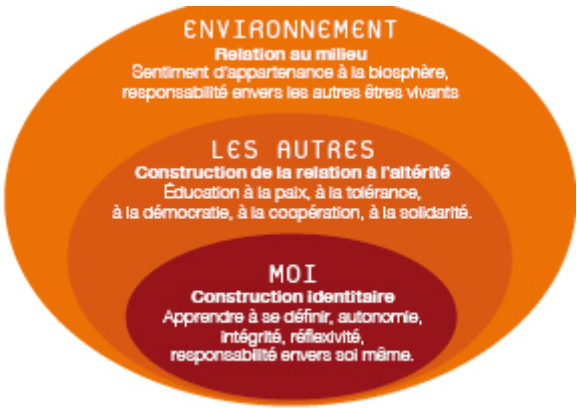 ENVIRONNEMENT
Relation au milieu
Sentiment d'appartenance à la biosphère,
responsabilité envers les autres êtres vivants
LES AUTRES
Construction de la relation à l'altérité
Éducation à la paix, à la tolérance,
à la démocratie, à la coopération, à la solidarité.
MOI
Construction identitaire
Apprendre à se définir, autonomie,
intégrité, réflexivité,
responsabilité envers soi même.